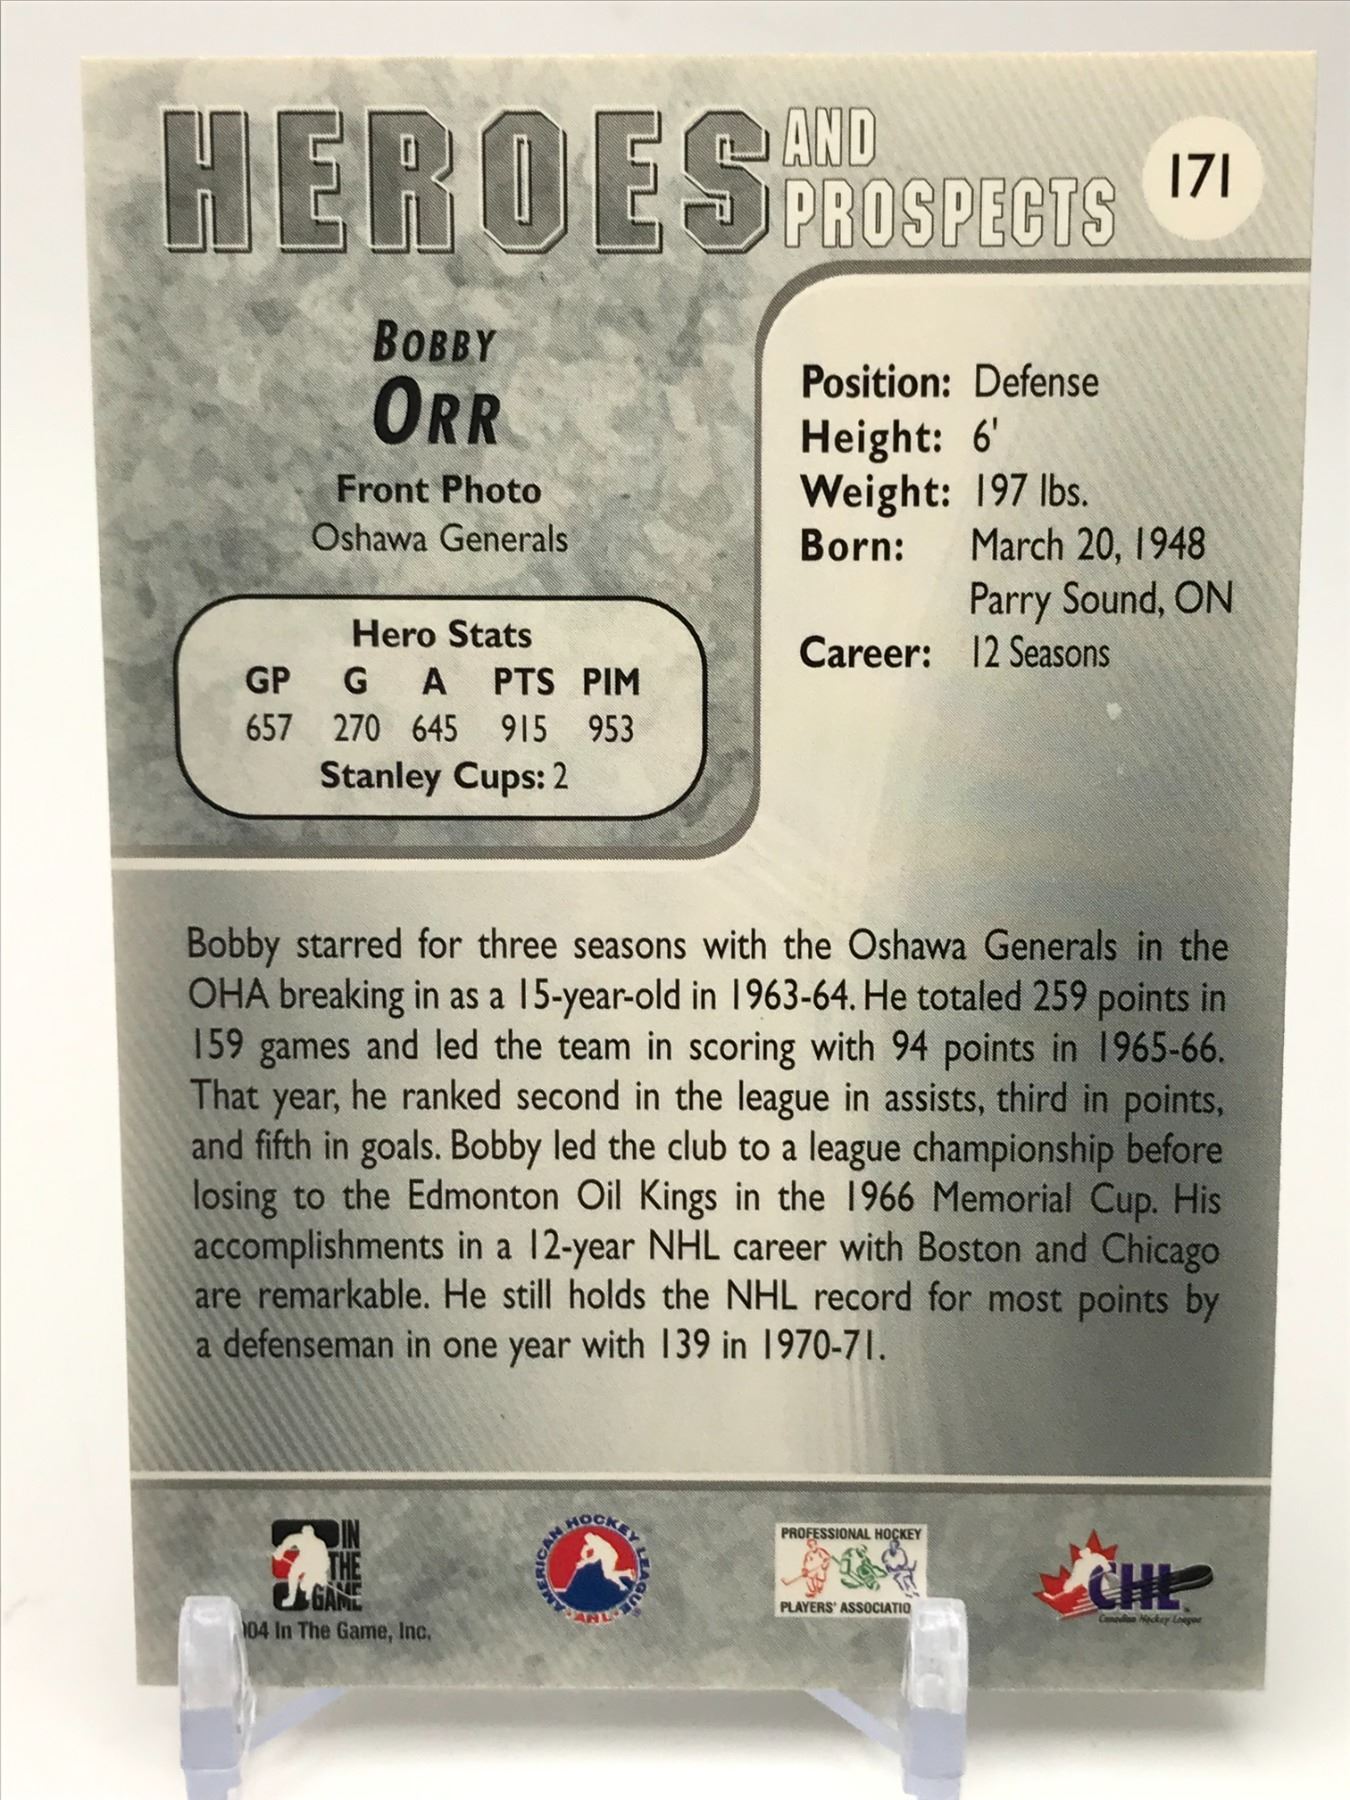 HEROES AND PROSPECTS
171
BOBBY
ORR
Front Photo
Oshawa Generals
Hero Stats
GP G A PTS PIM
657 270 645 915 953
Stanley Cups: 2
Position: Defense
Height: 6'
Weight: 197 lbs.
Born: March 20, 1948
Parry Sound, ON
Career: 12 Seasons
Bobby starred for three seasons with the Oshawa Generals in the
OHA breaking in as a 15-year-old in 1963-64. He totaled 259 points in
159 games and led the team in scoring with 94 points in 1965-66.
That year, he ranked second in the league in assists, third in points,
and fifth in goals. Bobby led the club to a league championship before
losing to the Edmonton Oil Kings in the 1966 Memorial Cup. His
accomplishments in a 12-year NHL career with Boston and Chicago
are remarkable. He still holds the NHL record for most points by
a defenseman in one year with 139 in 1970-71.
IN
THE
GAME
04 In The Game, Inc.
AMERICAN HOCKEY LEAGUE
AHL
PROFESSIONAL HOCKEY
PLAYERS' ASSOCIATIO
CHL
Canadian Hockey League